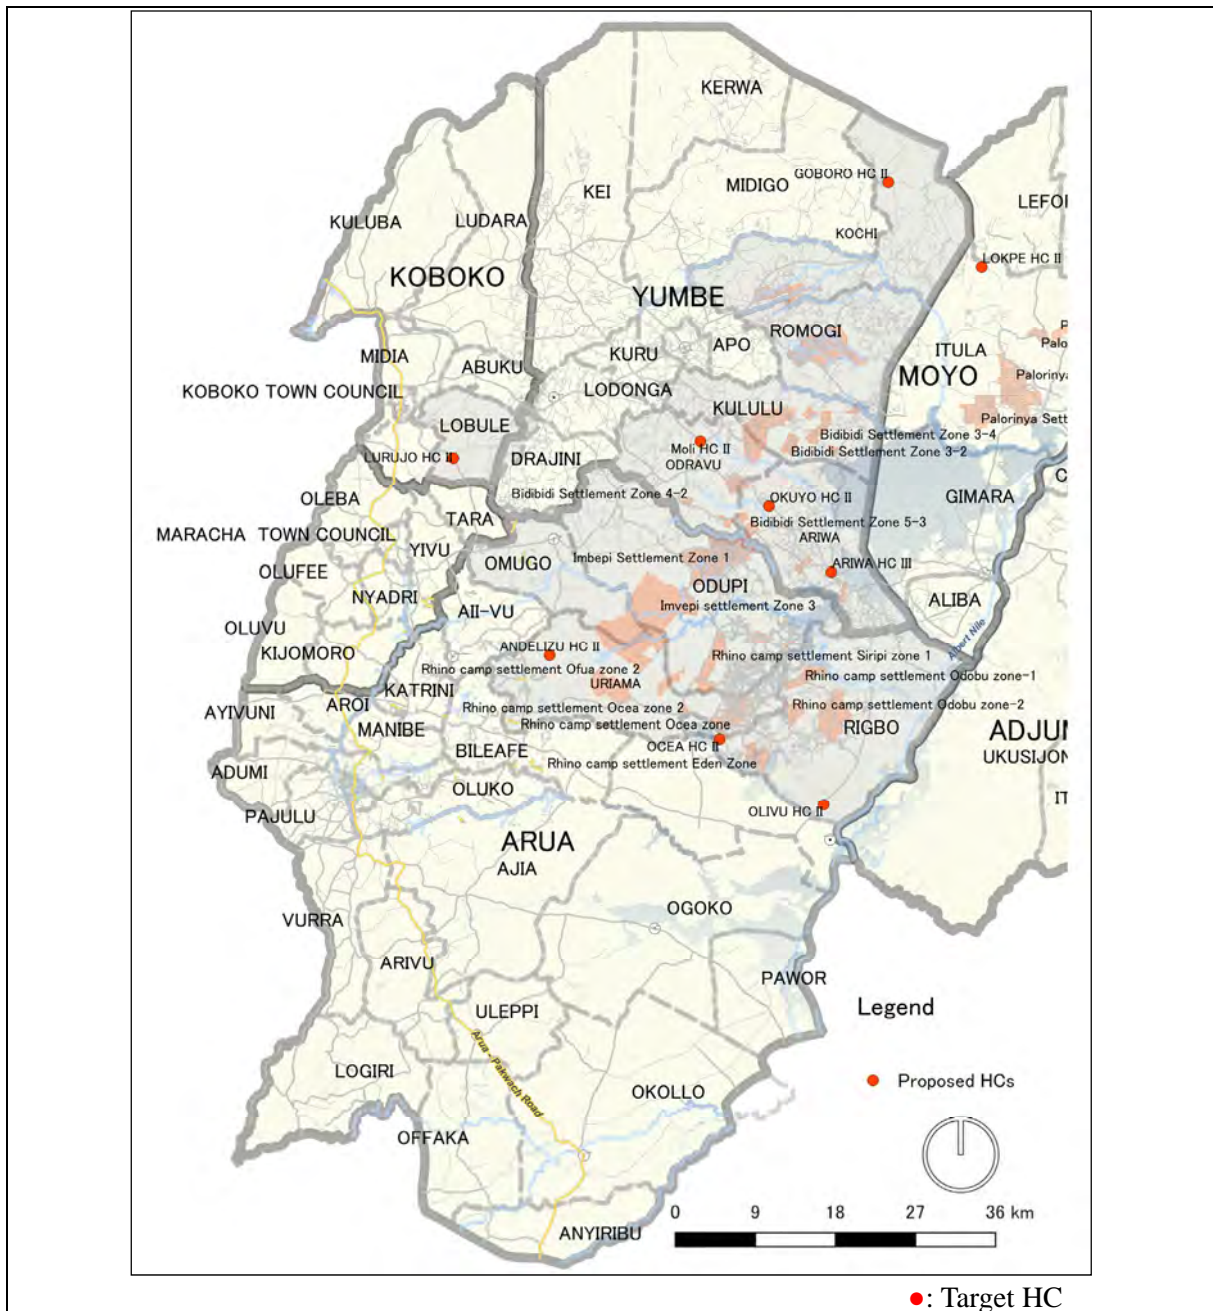 KERWA
GOBORO HC II
MIDIGO
KEI
LEFO
KULUBA
LUDARA
KOCHI
LOKPE HC II
KOBOKO
YUMBE
ROMOGI
P
MIDIA
KURU
APO
ITULA
Palo
ABUKU
MOYO
Palorinya
KOBOKO TOWN COUNCIL
LODONGA
KULULU
Palorinya Sett
LOBULE
Bidibidi Settlement Zone 3-4
Moli HC II
Bidibidi Settlement Zone 3-2
LURUJO HC II
DRAJINI
ODRAVU
C
OLEBA
Bidibidi Settlement Zone 4-2
OKUYO HC II
GIMARA
TARA
Bidibidi Settlement Zone 5-3
MARACHA TOWN COUNCIL
ARIWA
YIVU
OLUFEE
OMUGO
Imbepi Settlement Zone 1
ARIWA HC III
ODUPI
NYADRI
ALIBA
AII-VU
Imvepi settlement Zone 3
OLUVU
Albert Nile
KIJOMORO
ANDELIZU HC II
Rhino camp settlement Siripi zone 1
Rhino camp settlement Ofua zone 2
Rhino camp settlement Odobu zone-1
KATRINI
URIAMA
AROI
AYIVUNI
Rhino camp settlement Ocea zone 2
Rhino camp settlement Odobu zone-2
MANIBE
Rhino camp settlement Ocea zone
RIGBO
ADJUM
BILEAFE
OCEA HC II
UKUSIJON
ADUMI
Rhino camp settlement Eden Zone
OLUKO
IT
PAJULU
OLIVU HC II
ARUA
AJIA
OGOKO
VURRA
ARIVU
PAWOR
ULEPPI
Legend
Arua - Pakwach Road
LOGIRI
Proposed HCs
OKOLLO
OFFAKA
0 9 18 27 36 km
ANYIRIBU
●: Target HC